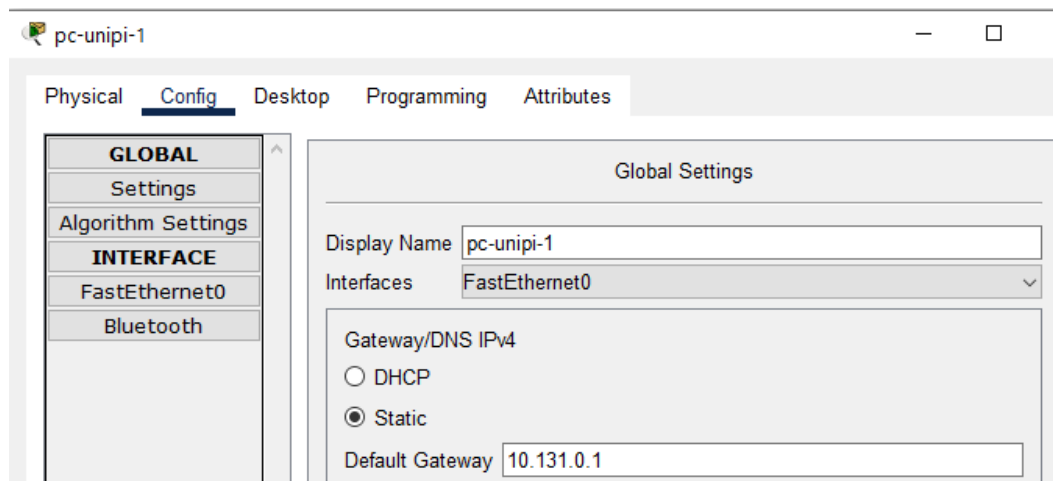 pc-unipi-1
Physical Config Desktop Programming Attributes
GLOBAL
Settings
Algorithm Settings
INTERFACE
FastEthernet0
Bluetooth
Global Settings
Display Name pc-unipi-1
Interfaces FastEthernet0
Gateway/DNS IPv4
DHCP
Static
Default Gateway 10.131.0.1